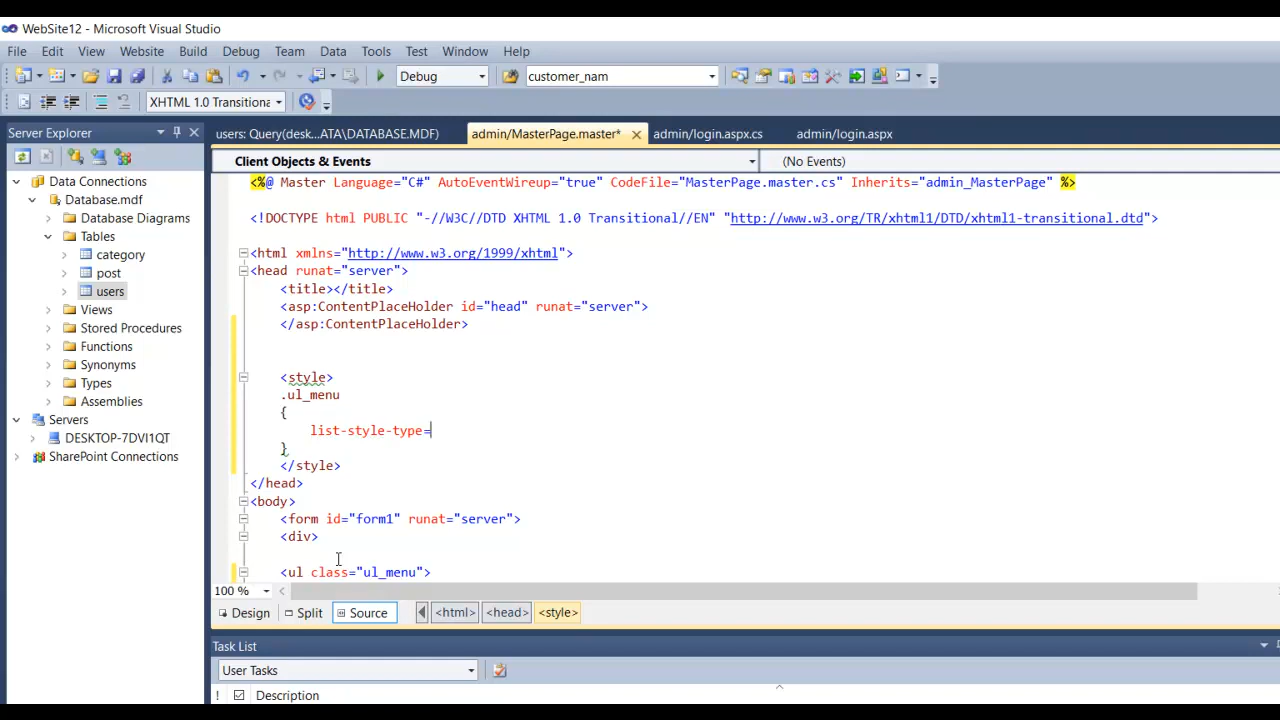 WebSite12 - Microsoft Visual Studio
File Edit View Website Build Debug Team Data Tools Test Window Help
Debug customer_nam
XHTML 1.0 Transitiona
Server Explorer
users: Query(desk...ATA\DATABASE.MDF) admin/MasterPage.master* admin/login.aspx.cs admin/login.aspx
Client Objects & Events (No Events)
Data Connections
Database.mdf
Database Diagrams
Tables
category
post
users
Views
Stored Procedures
Functions
Synonyms
Types
Assemblies
Servers
DESKTOP-7DVI1QT
SharePoint Connections
<%@ Master Language="C#" AutoEventWireup="true" CodeFile="MasterPage.master.cs" Inherits="admin_MasterPage" %>
<!DOCTYPE html PUBLIC "-//W3C//DTD XHTML 1.0 Transitional//EN" "http://www.w3.org/TR/xhtml1/DTD/xhtml1-transitional.dtd">
<html xmlns="http://www.w3.org/1999/xhtml">
<head runat="server">
<title></title>
<asp:ContentPlaceHolder id="head" runat="server">
</asp:ContentPlaceHolder>
<style>
.ul_menu
{
list-style-type=
}
</style>
</head>
<body>
<form id="form1" runat="server">
<div>
<ul class="ul_menu">
100 %
Design Split Source <html> <head> <style>
Task List
User Tasks
! Description